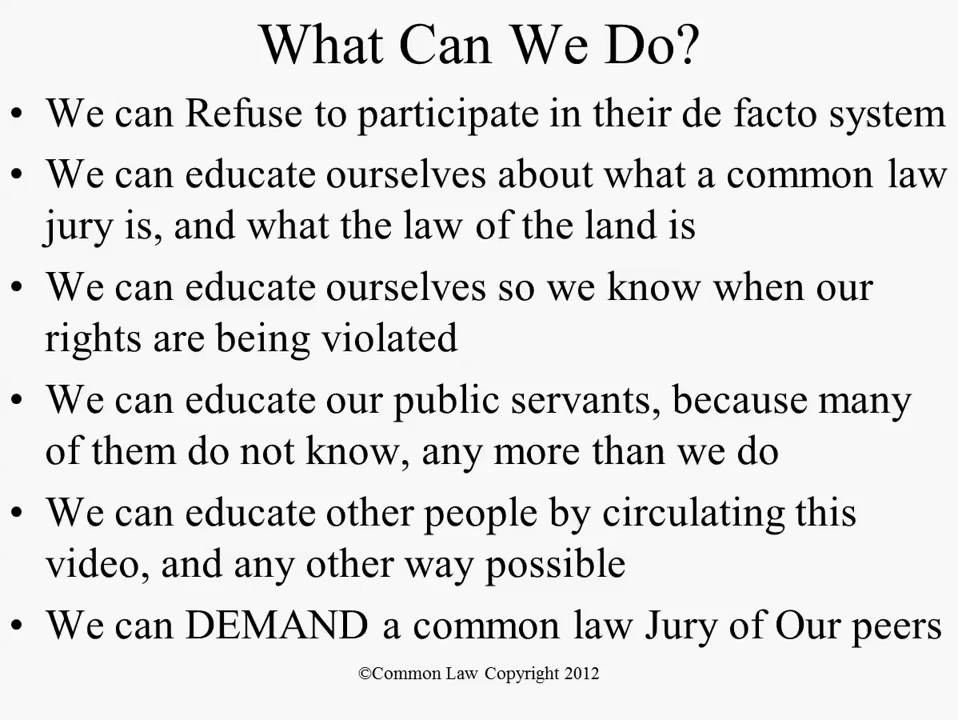 What Can We Do?
• We can Refuse to participate in their de facto system
• We can educate ourselves about what a common law
jury is, and what the law of the land is
• We can educate ourselves so we know when our
rights are being violated
• We can educate our public servants, because many
of them do not know, any more than we do
• We can educate other people by circulating this
video, and any other way possible
• We can DEMAND a common law Jury of Our peers
©Common Law Copyright 2012